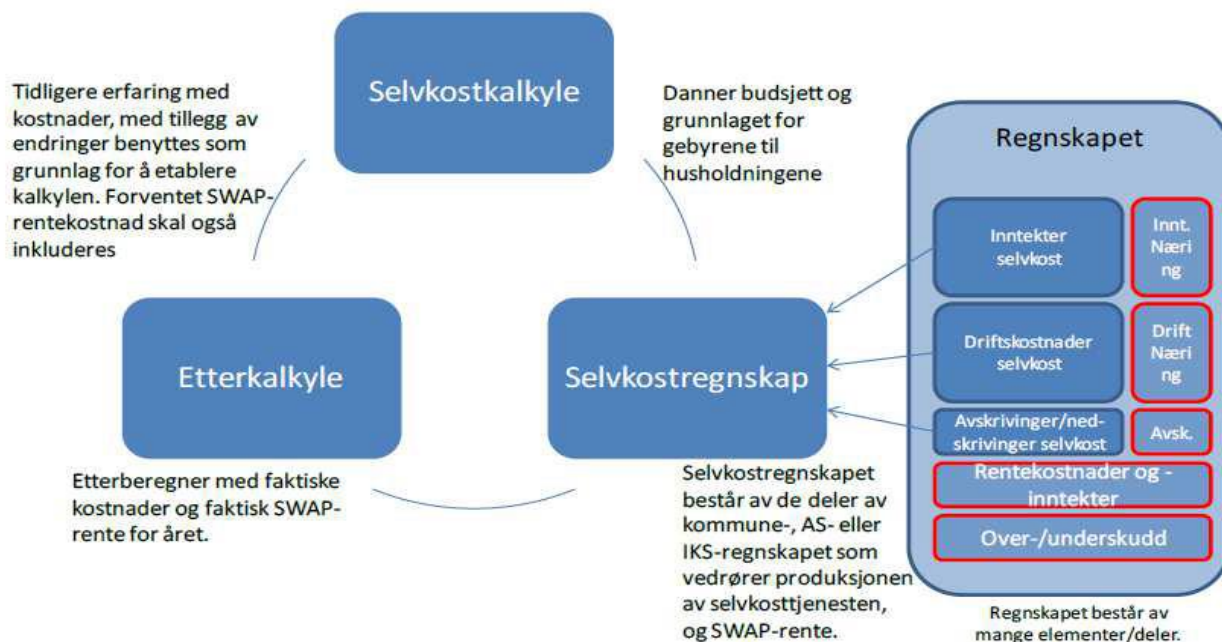 Selvkostkalkyle
Tidligere erfaring med
kostnader, med tillegg av
endringer benyttes som
grunnlag for å etablere
kalkylen. Forventet SWAP-
rentekostnad skal også
inkluderes
Danner budsjett og
grunnlaget for
gebyrene til
husholdningene
Etterkalkyle
Etterberegner med faktiske
kostnader og faktisk SWAP-
rente for året.
Selvkostregnskap
Selvkostregnskapet
består av de deler av
kommune-, AS- eller
IKS-regnskapet som
vedrører produksjonen
av selvkosttjenesten,
og SWAP-rente.
Regnskapet
Inntekter
selvkost
Innt.
Næri
ng
Driftskostnader
selvkost
Drift
Næri
ng
Avskrivinger/ned-
skrivinger selvkost
Avsk.
Rentekostnader og -
inntekter
Over-/underskudd
Regnskapet består av
mange elementer/deler.